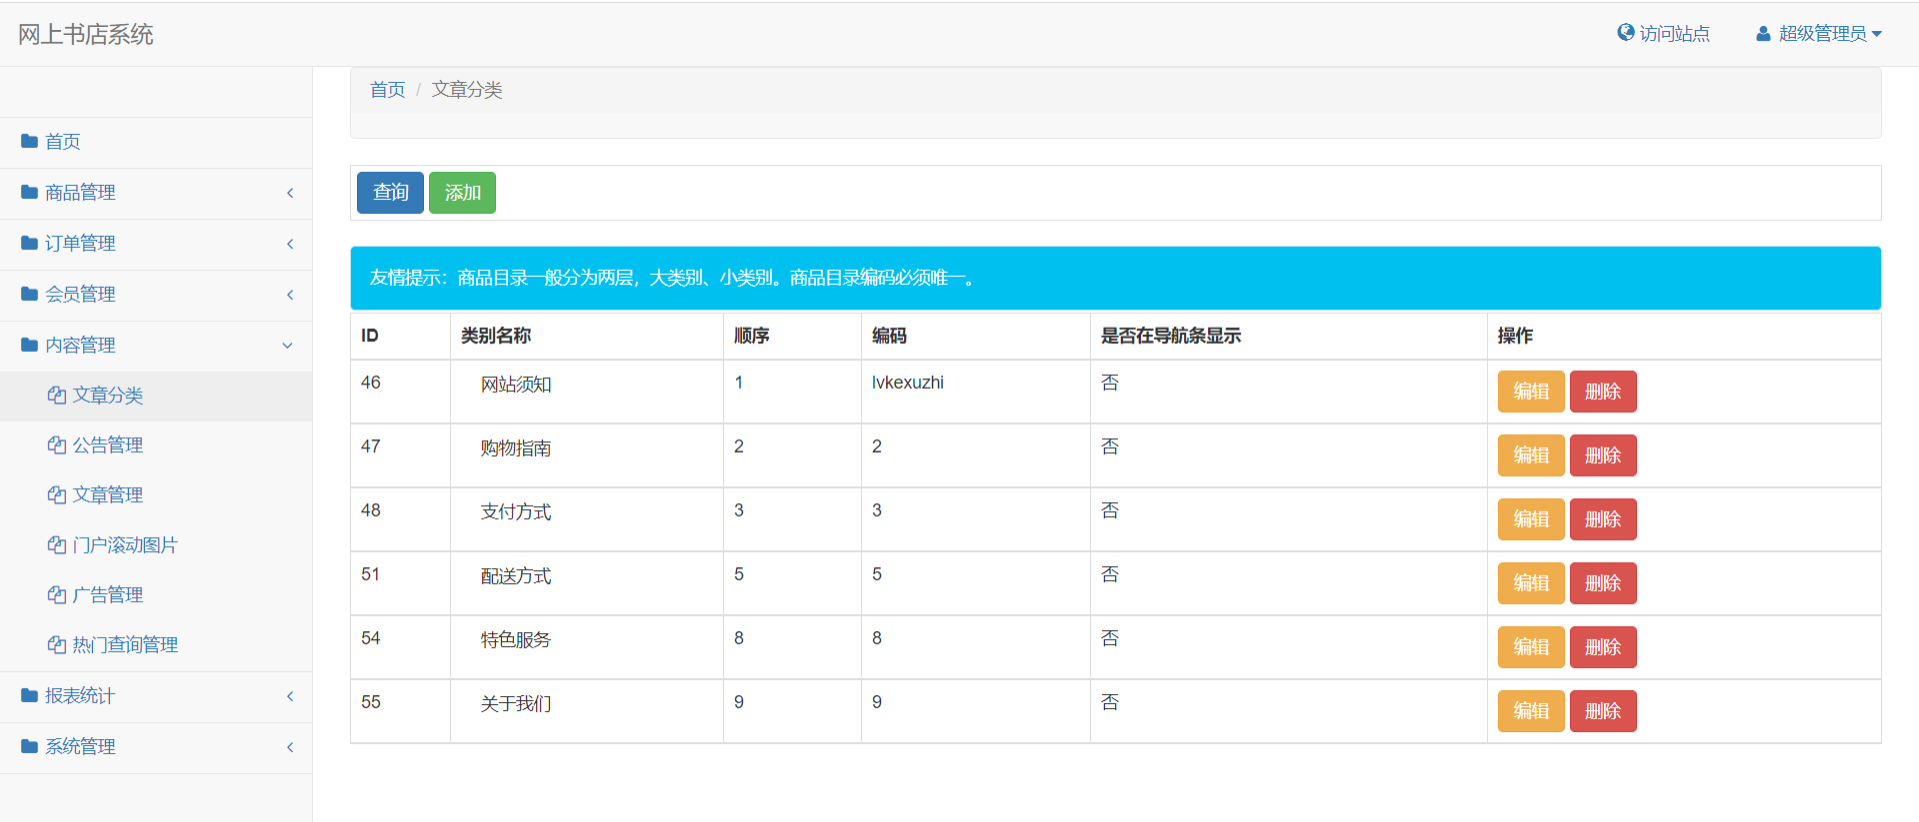 网上书店系统
访问站点 超级管理员
首页 / 文章分类
首页
商品管理
订单管理
会员管理
内容管理
文章分类
公告管理
文章管理
门户滚动图片
广告管理
热门查询管理
报表统计
系统管理
查询 添加
友情提示：商品目录一般分为两层，大类别、小类别。商品目录编码必须唯一。
ID 类别名称 顺序 编码 是否在导航条显示 操作
46 网站须知 1 lvkexuzhi 否 编辑 删除
47 购物指南 2 2 否 编辑 删除
48 支付方式 3 3 否 编辑 删除
51 配送方式 5 5 否 编辑 删除
54 特色服务 8 8 否 编辑 删除
55 关于我们 9 9 否 编辑 删除